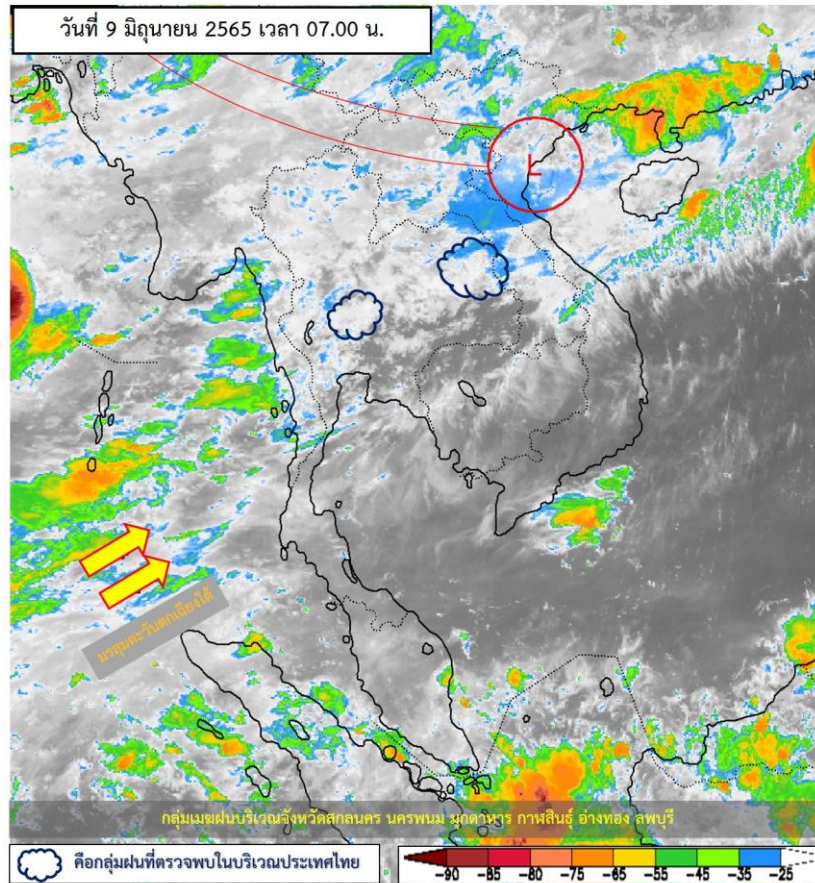 วันที่ 9 มิถุนายน 2565 เวลา 07.00 น.
L
มรสุมตะวันตกเฉียงใต้
กลุ่มเมฆฝนบริเวณจังหวัดสกลนคร นครพนม มุกดาหาร กาฬสินธุ์ อ่างทอง ลพบุรี
คือกลุ่มฝนที่ตรวจพบในบริเวณประเทศไทย
-90 -85 -80 -75 -65 -55 -45 -35 -25